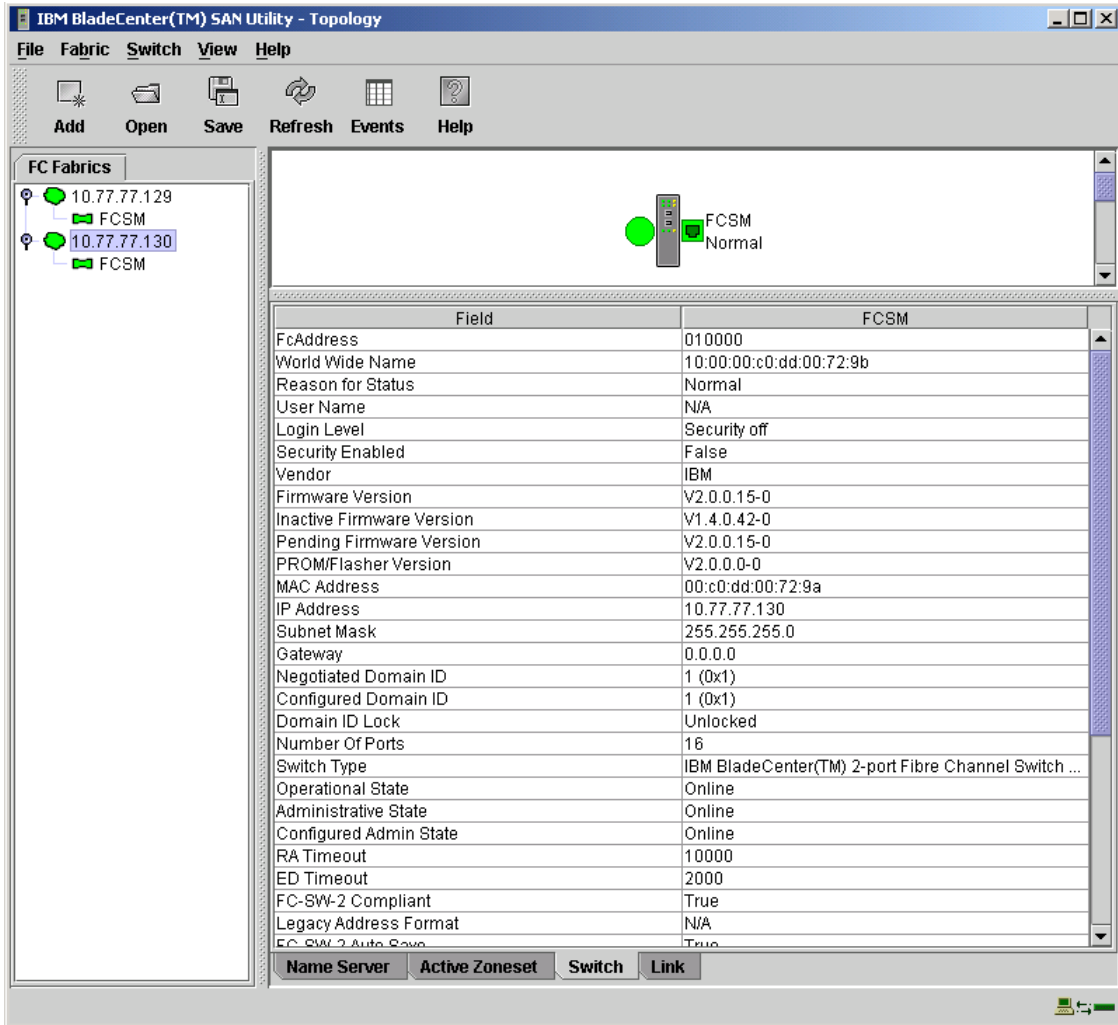 IBM BladeCenter(TM) SAN Utility - Topology
File Fabric Switch View Help
Add Open Save Refresh Events Help
FC Fabrics
10.77.77.129
FCSM
10.77.77.130
FCSM
FCSM
Normal
Field FCSM
FcAddress 010000
World Wide Name 10:00:00:c0:dd:00:72:9b
Reason for Status Normal
User Name N/A
Login Level Security off
Security Enabled False
Vendor IBM
Firmware Version V2.0.0.15-0
Inactive Firmware Version V1.4.0.42-0
Pending Firmware Version V2.0.0.15-0
PROM/Flasher Version V2.0.0.0-0
MAC Address 00:c0:dd:00:72:9a
IP Address 10.77.77.130
Subnet Mask 255.255.255.0
Gateway 0.0.0.0
Negotiated Domain ID 1 (0x1)
Configured Domain ID 1 (0x1)
Domain ID Lock Unlocked
Number Of Ports 16
Switch Type IBM BladeCenter(TM) 2-port Fibre Channel Switch ...
Operational State Online
Administrative State Online
Configured Admin State Online
RA Timeout 10000
ED Timeout 2000
FC-SW-2 Compliant True
Legacy Address Format N/A
FC-SW-2 Auto Save True
Name Server Active Zoneset Switch Link